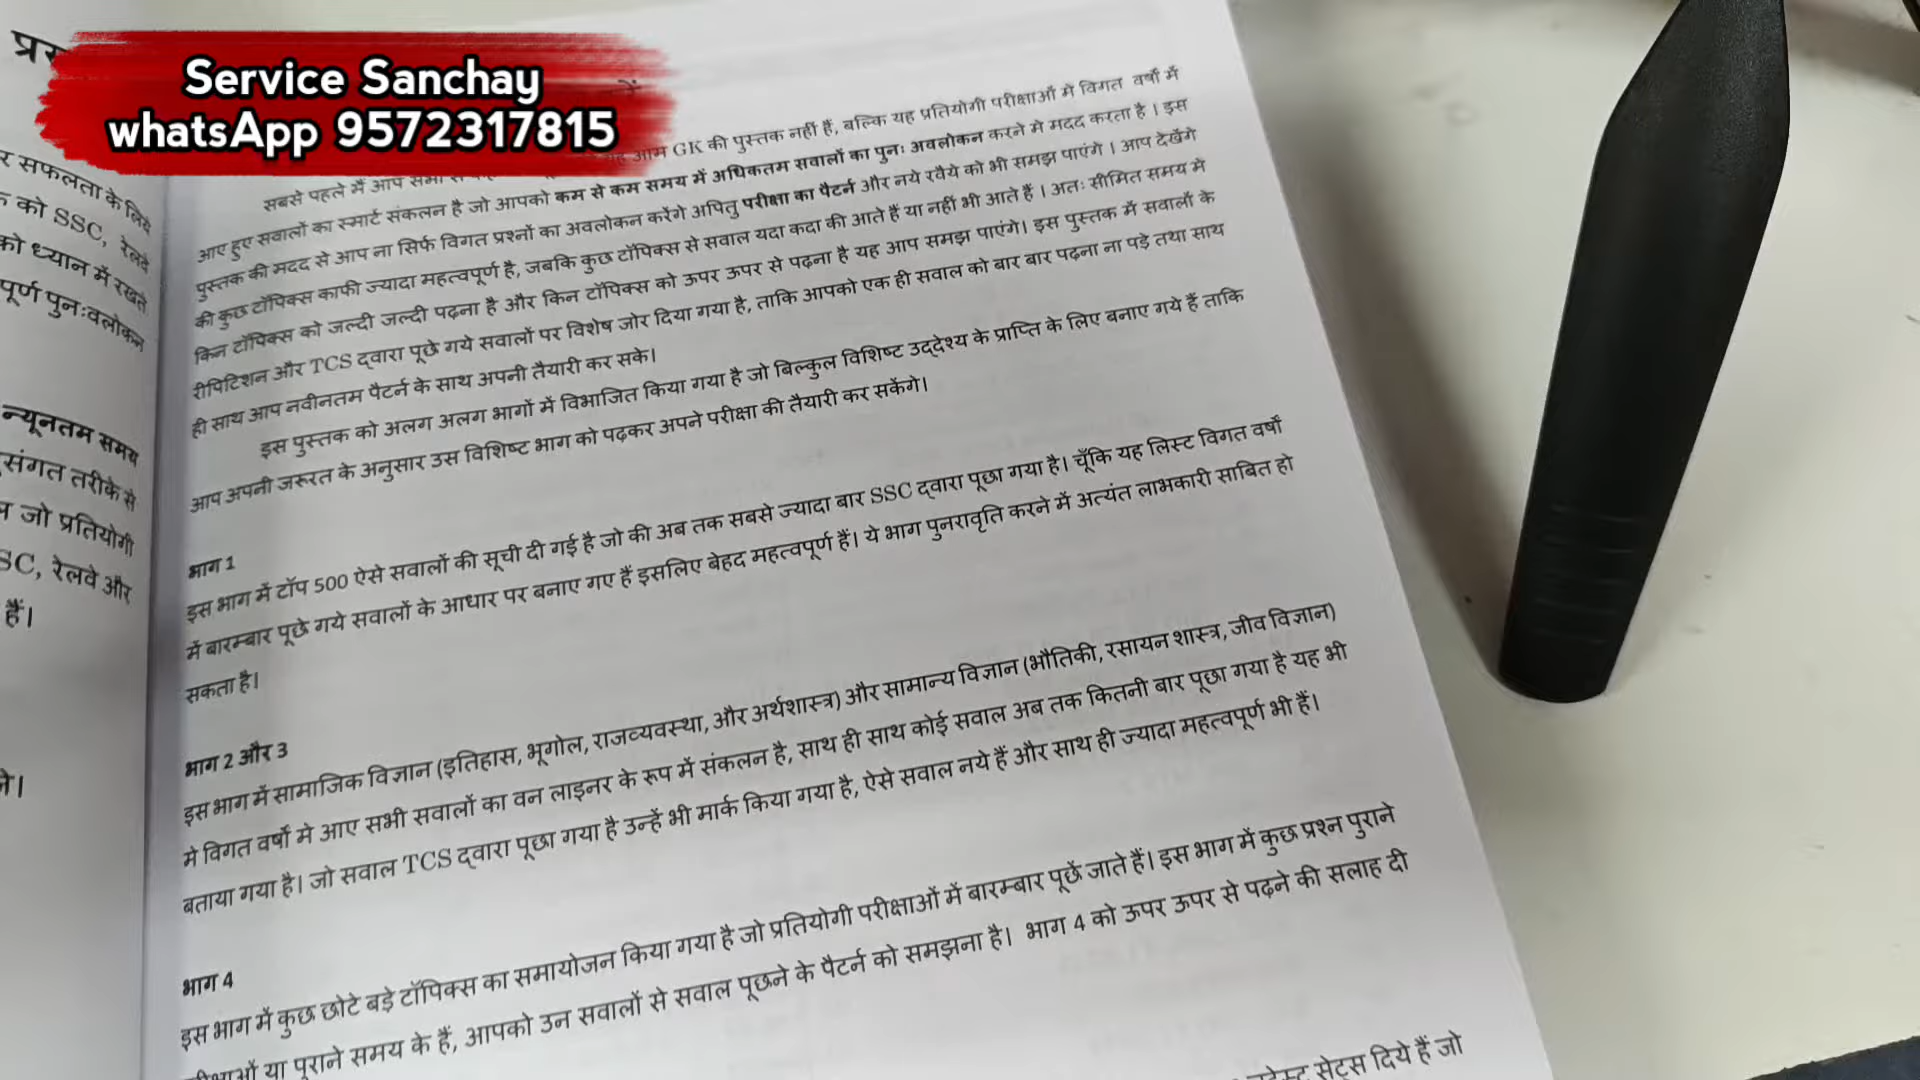 Service Sanchay
whatsApp 9572317815
र सफलता के लिये
को SSC, रेलवे
को ध्यान में रखते
पूर्ण पुनःवलोकन
न्यूनतम समय
संगत तरीके से
जो प्रतियोगी
SC, रेलवे और
हैं।
सबसे पहले मैं आप सभी आम GK की पुस्तक नहीं हैं, बल्कि यह प्रतियोगी परीक्षाओं मे विगत वर्षों में
आए हुए सवालों का स्मार्ट संकलन है जो आपको कम से कम समय में अधिकतम सवालों का पुनः अवलोकन करने मे मदद करता है । इस
पुस्तक की मदद से आप ना सिर्फ विगत प्रश्नों का अवलोकन करेंगे अपितु परीक्षा का पैटर्न और नये रवैये को भी समझ पाएंगे । आप देखेंगे
की कुछ टॉपिक्स काफी ज्यादा महत्वपूर्ण है, जबकि कुछ टॉपिक्स से सवाल यदा कदा की आते हैं या नहीं भी आते हैं । अतः सीमित समय मे
किन टॉपिक्स को जल्दी जल्दी पढ़ना है और किन टॉपिक्स को ऊपर ऊपर से पढ़ना है यह आप समझ पाएंगे। इस पुस्तक में सवालों के
रीपिटिशन और TCS द्वारा पूछे गये सवालों पर विशेष जोर दिया गया है, ताकि आपको एक ही सवाल को बार बार पढ़ना ना पड़े तथा साथ
ही साथ आप नवीनतम पैटर्न के साथ अपनी तैयारी कर सके।
इस पुस्तक को अलग अलग भागों में विभाजित किया गया है जो बिल्कुल विशिष्ट उद्देश्य के प्राप्ति के लिए बनाए गये हैं ताकि
आप अपनी जरूरत के अनुसार उस विशिष्ट भाग को पढ़कर अपने परीक्षा की तैयारी कर सकेंगे।
भाग 1
इस भाग में टॉप 500 ऐसे सवालों की सूची दी गई है जो की अब तक सबसे ज्यादा बार SSC द्वारा पूछा गया है। चूँकि यह लिस्ट विगत वर्षों
में बारम्बार पूछे गये सवालों के आधार पर बनाए गए हैं इसलिए बेहद महत्वपूर्ण हैं। ये भाग पुनरावृति करने में अत्यंत लाभकारी साबित हो
सकता है।
भाग 2 और 3
इस भाग में सामाजिक विज्ञान (इतिहास, भूगोल, राजव्यवस्था, और अर्थशास्त्र) और सामान्य विज्ञान (भौतिकी, रसायन शास्त्र, जीव विज्ञान)
मे विगत वर्षों मे आए सभी सवालों का वन लाइनर के रूप में संकलन है, साथ ही साथ कोई सवाल अब तक कितनी बार पूछा गया है यह भी
बताया गया है। जो सवाल TCS द्वारा पूछा गया है उन्हें भी मार्क किया गया है, ऐसे सवाल नये हैं और साथ ही ज्यादा महत्वपूर्ण भी हैं।
भाग 4
इस भाग में कुछ छोटे बड़े टॉपिक्स का समायोजन किया गया है जो प्रतियोगी परीक्षाओं में बारम्बार पूछें जाते हैं। इस भाग में कुछ प्रश्न पुराने
या पुराने समय के हैं, आपको उन सवालों से सवाल पूछने के पैटर्न को समझना है। भाग 4 को ऊपर ऊपर से पढ़ने की सलाह दी
सेट्स दिये हैं जो